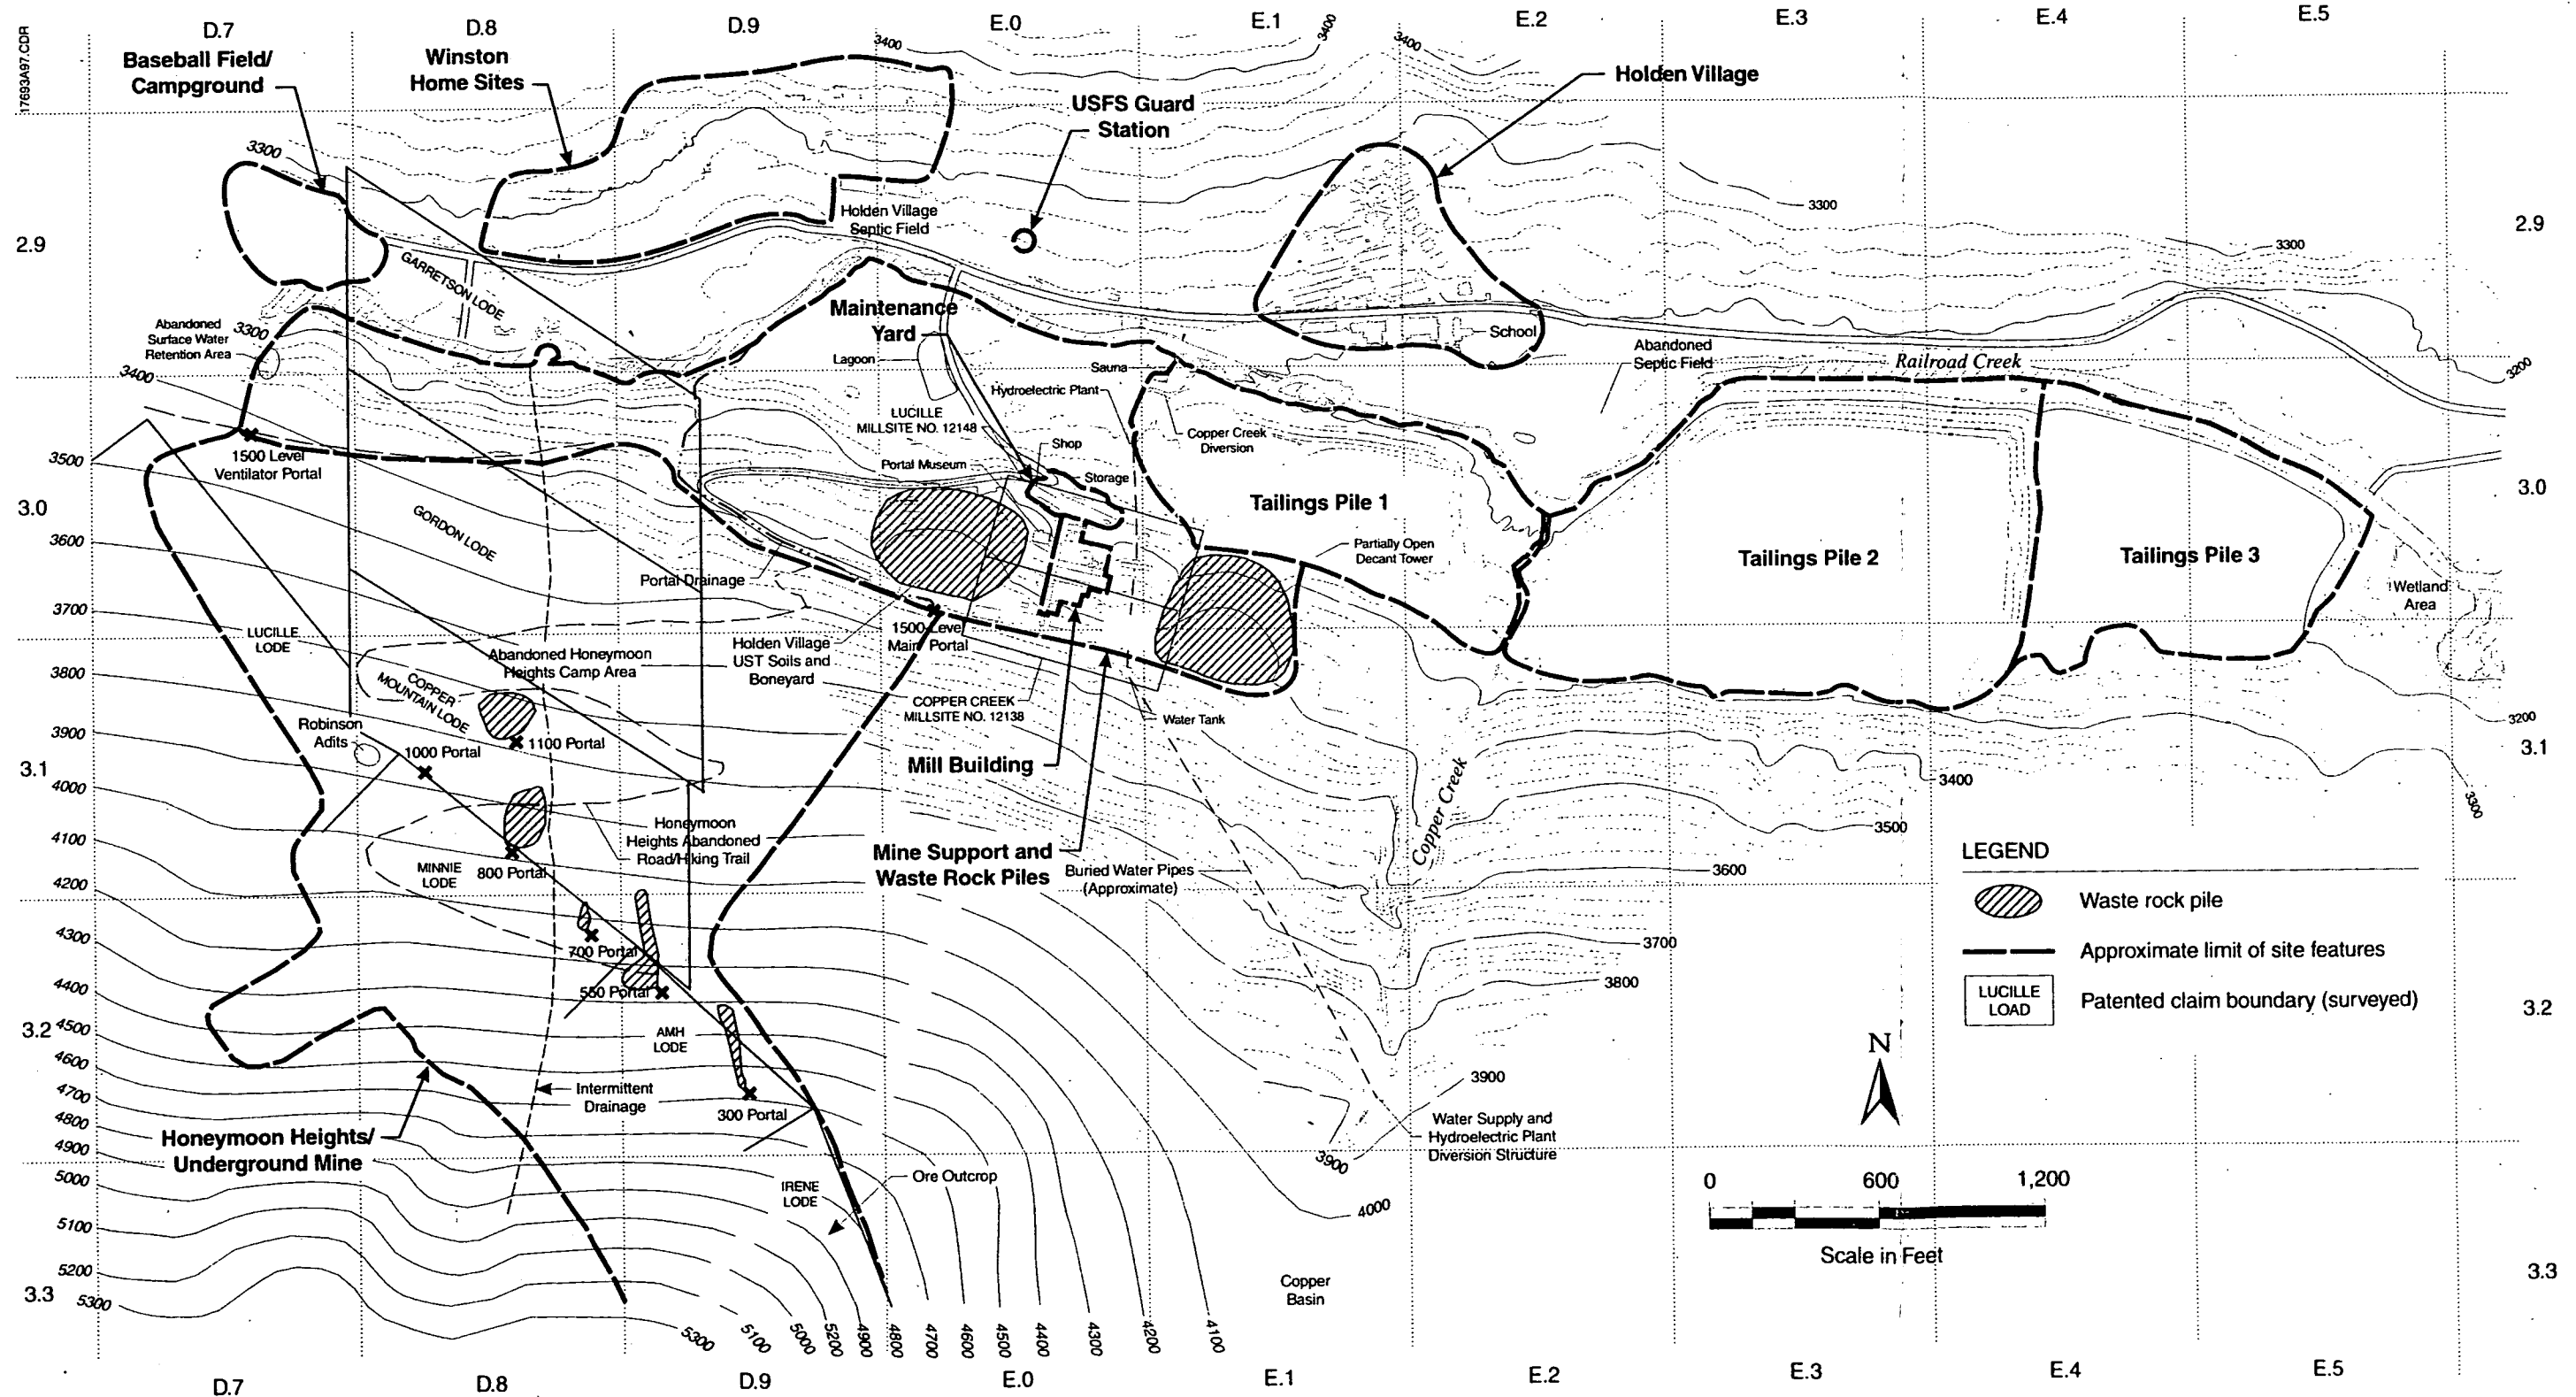 17693A97.CDR
D.7
D.8
D.9
E.0
E.1
E.2
E.3
E.4
E.5
Baseball Field/
Campground
Winston
Home Sites
USFS Guard
Station
Holden Village
3400
3400
3400
3300
3300
3300
2.9
2.9
Holden Village
Septic Field
GARRETSON LODE
Maintenance
Yard
Lagoon
School
Abandoned
Surface Water
Retention Area
3300
3400
Sauna
Hydroelectric Plant
Abandoned
Septic Field
Railroad Creek
3200
LUCILLE
MILLSITE NO. 12148
Copper Creek
Diversion
Shop
Portal Museum
Storage
1500 Level
Ventilator Portal
3500
3.0
3.0
GORDON LODE
Tailings Pile 1
Tailings Pile 2
Tailings Pile 3
Partially Open
Decant Tower
3600
Portal Drainage
Wetland
Area
3700
LUCILLE
LODE
1500 Level
Main Portal
Holden Village
UST Soils and
Boneyard
Abandoned Honeymoon
Heights Camp Area
3800
COPPER
MOUNTAIN LODE
COPPER CREEK
MILLSITE NO. 12138
Water Tank
3200
Robinson
Adits
3900
1000 Portal
1100 Portal
Mill Building
3.1
3.1
4000
3400
3300
Copper Creek
Honeymoon
Heights Abandoned
Road/Hiking Trail
3500
4100
MINNIE
LODE
800 Portal
Mine Support and
Waste Rock Piles
Buried Water Pipes
(Approximate)
3600
4200
LEGEND
Waste rock pile
Approximate limit of site features
LUCILLE
LOAD
Patented claim boundary (surveyed)
4300
700 Portal
3700
3800
4400
550 Portal
3.2
3.2
4500
AMH
LODE
4600
N
4700
Intermittent
Drainage
300 Portal
3900
4800
Water Supply and
Hydroelectric Plant
Diversion Structure
Honeymoon Heights/
Underground Mine
4900
3900
5000
IRENE
LODE
Ore Outcrop
0
600
1,200
Scale in Feet
4000
5100
5200
Copper
Basin
3.3
3.3
5300
5300
5100
5000
5200
4900
4800
4700
4600
4500
4400
4300
4200
4100
D.7
D.8
D.9
E.0
E.1
E.2
E.3
E.4
E.5